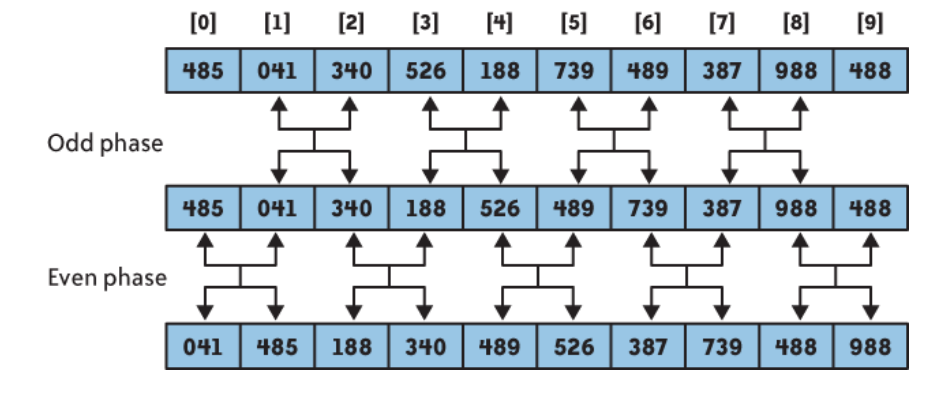 [0] [1] [2] [3] [4] [5] [6] [7] [8] [9]
485 041 340 526 188 739 489 387 988 488
Odd phase
485 041 340 188 526 489 739 387 988 488
Even phase
041 485 188 340 489 526 387 739 488 988